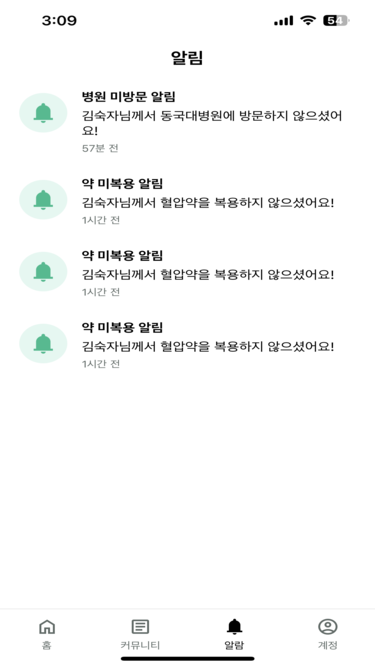 3:09
54
알림
병원 미방문 알림
김숙자님께서 동국대병원에 방문하지 않으셨어
요!
57분 전
약 미복용 알림
김숙자님께서 혈압약을 복용하지 않으셨어요!
1시간 전
약 미복용 알림
김숙자님께서 혈압약을 복용하지 않으셨어요!
1시간 전
약 미복용 알림
김숙자님께서 혈압약을 복용하지 않으셨어요!
1시간 전
홈
커뮤니티
알람
계정